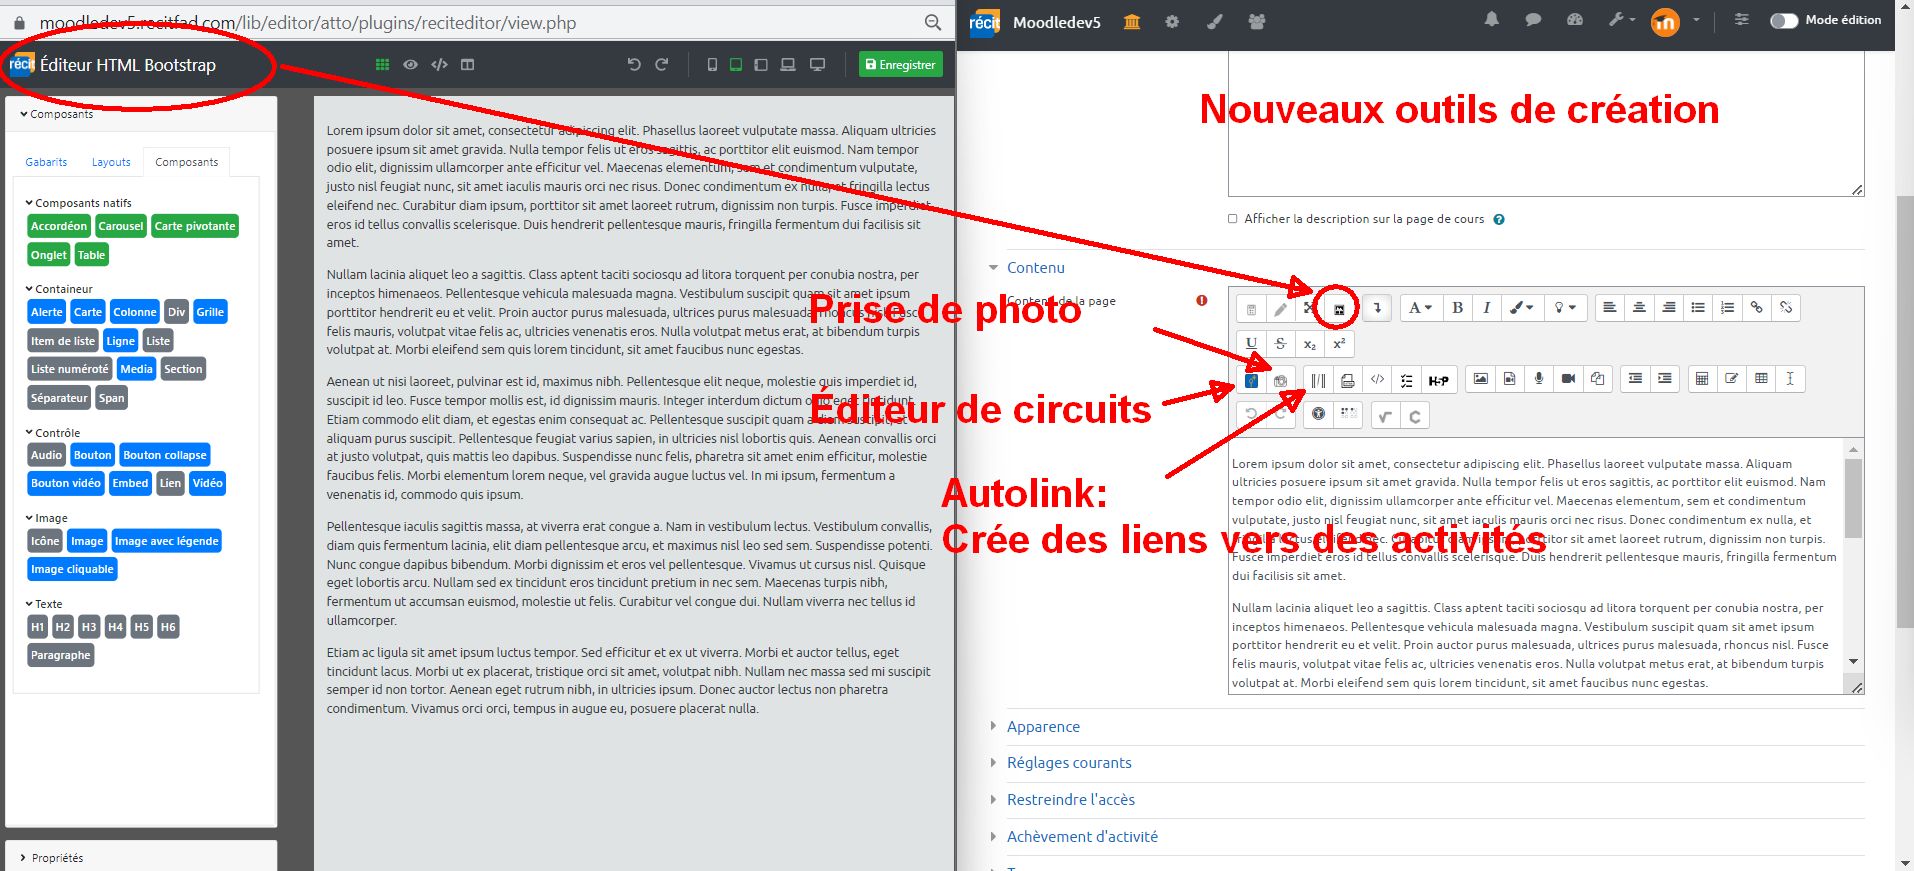 moodledev5.recitfad.com/lib/editor/atto/plugins/reciteditor/view.php
récit Éditeur HTML Bootstrap
Enregistrer
Composants
Gabarits Layouts Composants
Composants natifs
Accordéon Carousel Carte pivotante
Onglet Table
Containeur
Alerte Carte Colonne Div Grille
Item de liste Ligne Liste
Liste numéroté Media Section
Séparateur Span
Contrôle
Audio Bouton Bouton collapse
Bouton vidéo Embed Lien Vidéo
Image
Icône Image Image avec légende
Image cliquable
Texte
H1 H2 H3 H4 H5 H6
Paragraphe
Propriétés
Lorem ipsum dolor sit amet, consectetur adipiscing elit. Phasellus laoreet vulputate massa. Aliquam ultricies
posuere ipsum sit amet gravida. Nulla tempor felis ut eros sagittis, ac porttitor elit euismod. Nam tempor
odio elit, dignissim ullamcorper ante efficitur vel. Maecenas elementum, sem et condimentum vulputate,
justo nisl feugiat nunc, sit amet iaculis mauris orci nec risus. Donec condimentum ex nulla, et fringilla lectus
eleifend nec. Curabitur diam ipsum, porttitor sit amet laoreet rutrum, dignissim non turpis. Fusce imperdiet
eros id tellus convallis scelerisque. Duis hendrerit pellentesque mauris, fringilla fermentum dui facilisis sit
amet.
Nullam lacinia aliquet leo a sagittis. Class aptent taciti sociosqu ad litora torquent per conubia nostra, per
inceptos himenaeos. Pellentesque vehicula malesuada magna. Vestibulum suscipit quam sit amet ipsum
porttitor hendrerit eu et velit. Proin auctor purus malesuada, ultrices purus malesuada, rhoncus nisl. Fusce
felis mauris, volutpat vitae felis ac, ultricies venenatis eros. Nulla volutpat metus erat, at bibendum turpis
volutpat at. Morbi eleifend sem quis lorem tincidunt, sit amet faucibus nunc egestas.
Aenean ut nisi laoreet, pulvinar est id, maximus nibh. Pellentesque elit neque, molestie quis imperdiet id,
suscipit id leo. Fusce tempor mollis est, id dignissim mauris. Integer interdum dictum odio eget tincidunt.
Etiam commodo elit diam, et egestas enim consequat ac. Pellentesque suscipit quam a diam suscipit, at
aliquam purus suscipit. Pellentesque feugiat varius sapien, in ultricies nisl lobortis quis. Aenean convallis orci
at justo volutpat, quis mattis leo dapibus. Suspendisse nunc felis, pharetra sit amet enim efficitur, molestie
faucibus felis. Morbi elementum lorem neque, vel gravida augue luctus vel. In mi ipsum, fermentum a
venenatis id, commodo quis ipsum.
Pellentesque iaculis sagittis massa, at viverra erat congue a. Nam in vestibulum lectus. Vestibulum convallis,
diam quis fermentum lacinia, elit diam pellentesque arcu, et maximus nisl leo sed sem. Suspendisse potenti.
Nunc congue dapibus bibendum. Morbi dignissim et eros vel pellentesque. Vivamus ut cursus nisl. Quisque
eget lobortis arcu. Nullam sed ex tincidunt eros tincidunt pretium in nec sem. Maecenas turpis nibh,
fermentum ut accumsan euismod, molestie ut felis. Curabitur vel congue dui. Nullam viverra nec tellus id
ullamcorper.
Etiam ac ligula sit amet ipsum luctus tempor. Sed efficitur et ex ut viverra. Morbi et auctor tellus, eget
tincidunt lacus. Morbi ut ex placerat, tristique orci sit amet, volutpat nibh. Nullam nec massa sed mi suscipit
semper id non tortor. Aenean eget rutrum nibh, in ultricies ipsum. Donec auctor lectus non pharetra
condimentum. Vivamus orci orci, tempus in augue eu, posuere placerat nulla.
récit Moodledev5
Mode édition
Nouveaux outils de création
Afficher la description sur la page de cours
Contenu
Contenu de la page
Prise de photo
Éditeur de circuits
Autolink:
Crée des liens vers des activités
A B I
U S x₂ x²
H5P
Lorem ipsum dolor sit amet, consectetur adipiscing elit. Phasellus laoreet vulputate massa. Aliquam
ultricies posuere ipsum sit amet gravida. Nulla tempor felis ut eros sagittis, ac porttitor elit euismod. Nam
tempor odio elit, dignissim ullamcorper ante efficitur vel. Maecenas elementum, sem et condimentum
vulputate, justo nisl feugiat nunc, sit amet iaculis mauris orci nec risus. Donec condimentum ex nulla, et
fringilla lectus eleifend nec. Curabitur diam ipsum, porttitor sit amet laoreet rutrum, dignissim non turpis.
Fusce imperdiet eros id tellus convallis scelerisque. Duis hendrerit pellentesque mauris, fringilla fermentum
dui facilisis sit amet.
Nullam lacinia aliquet leo a sagittis. Class aptent taciti sociosqu ad litora torquent per conubia nostra, per
inceptos himenaeos. Pellentesque vehicula malesuada magna. Vestibulum suscipit quam sit amet ipsum
porttitor hendrerit eu et velit. Proin auctor purus malesuada, ultrices purus malesuada, rhoncus nisl. Fusce
felis mauris, volutpat vitae felis ac, ultricies venenatis eros. Nulla volutpat metus erat, at bibendum turpis
volutpat at. Morbi eleifend sem quis lorem tincidunt, sit amet faucibus nunc egestas.
Apparence
Réglages courants
Restreindre l'accès
Achèvement d'activité